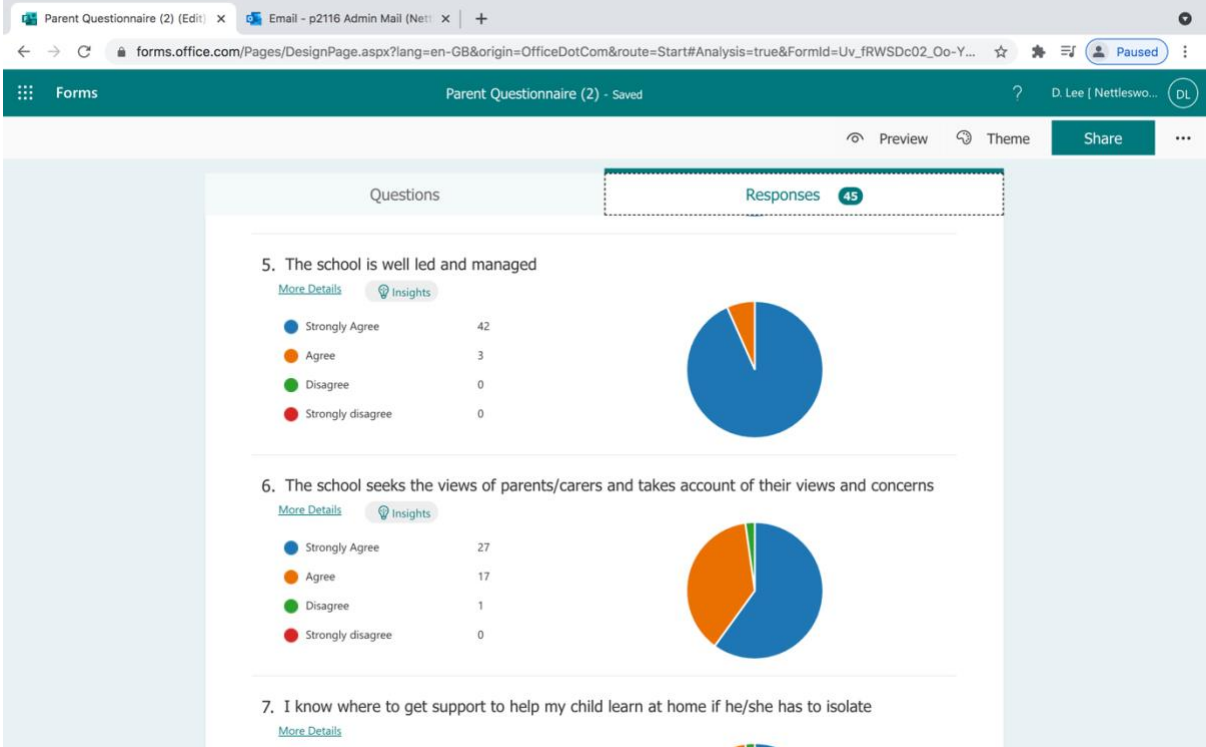 Parent Questionnaire (2) (Edit) Email - p2116 Admin Mail (Nett
forms.office.com/Pages/DesignPage.aspx?lang=en-GB&origin=OfficeDotCom&route=Start#Analysis=true&FormId=Uv_fRWSDc02_Oo-Y... Paused
Forms Parent Questionnaire (2) - Saved ? D. Lee [ Nettleswo... DL
Preview Theme Share ...
Questions Responses 45
5. The school is well led and managed
More Details Insights
Strongly Agree 42
Agree 3
Disagree 0
Strongly disagree 0
6. The school seeks the views of parents/carers and takes account of their views and concerns
More Details Insights
Strongly Agree 27
Agree 17
Disagree 1
Strongly disagree 0
7. I know where to get support to help my child learn at home if he/she has to isolate
More Details